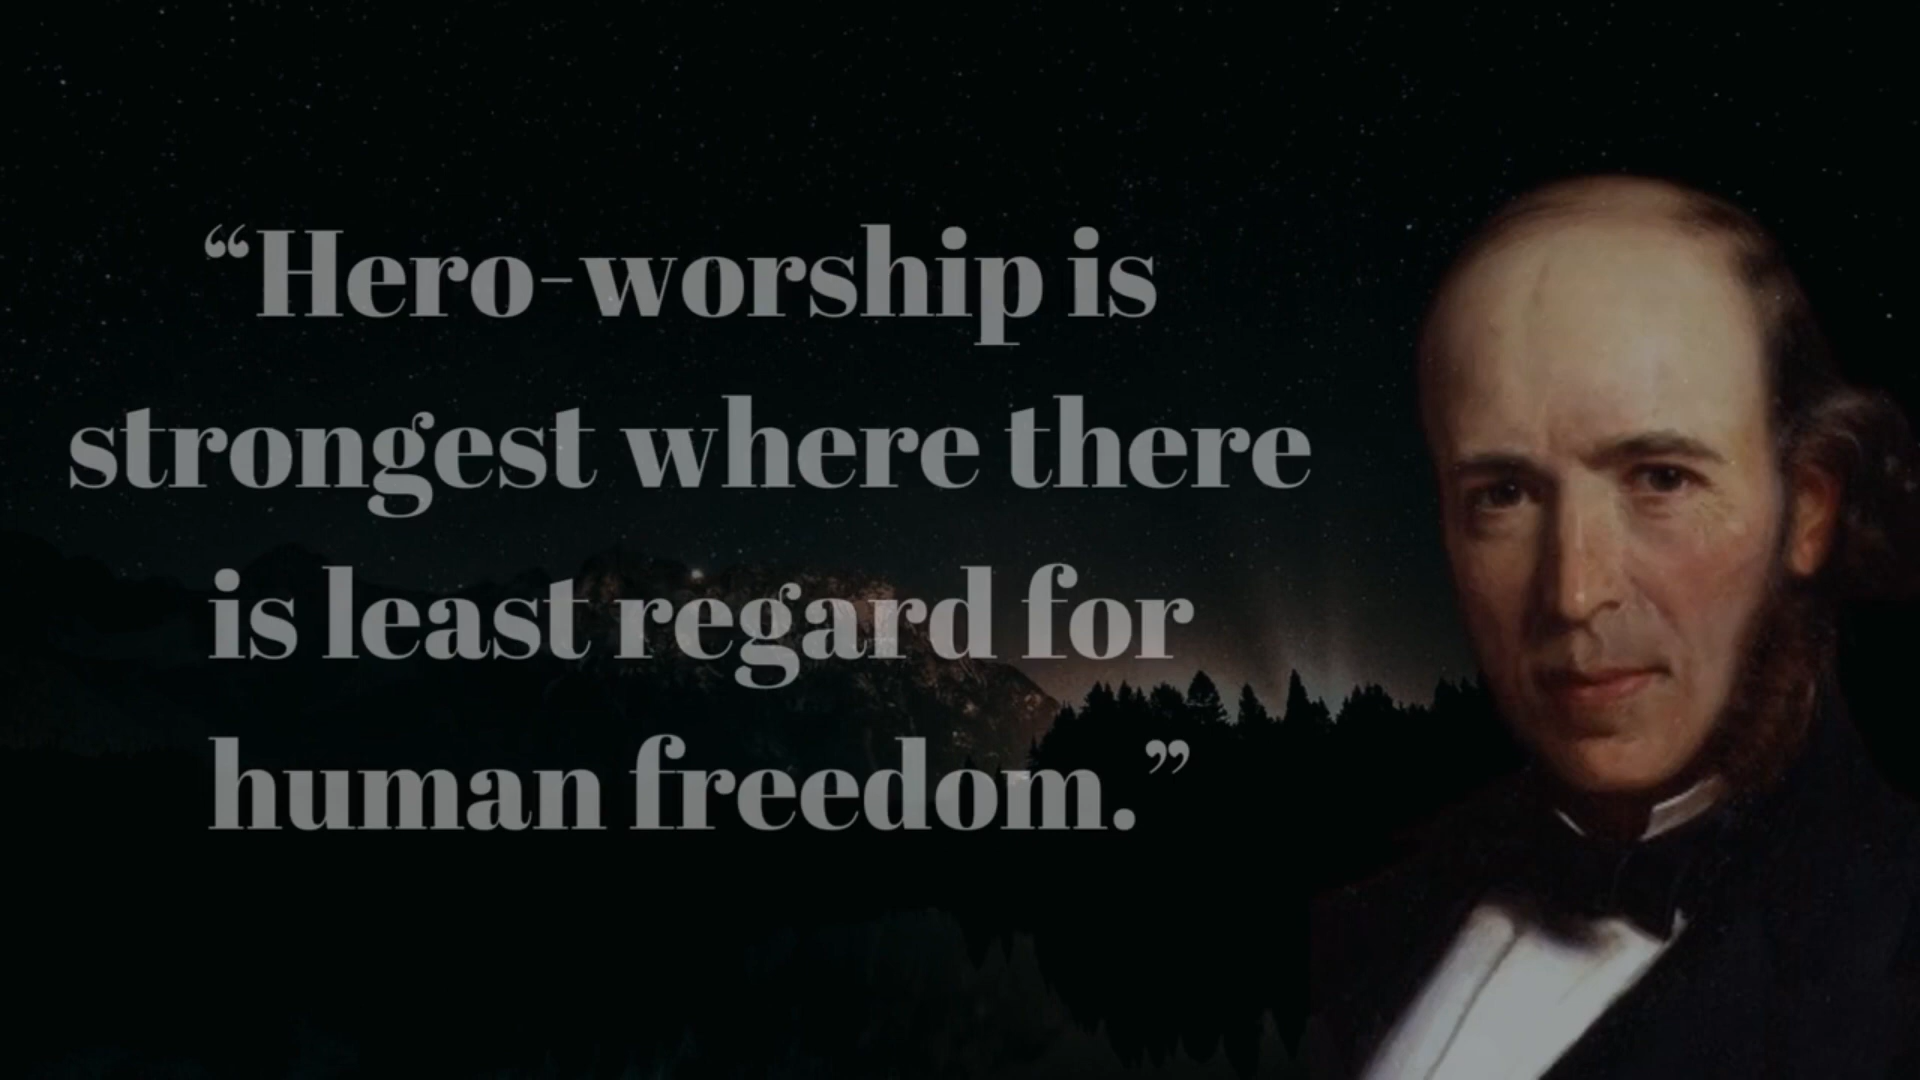 “Hero-worship is
strongest where there
is least regard for
human freedom.”